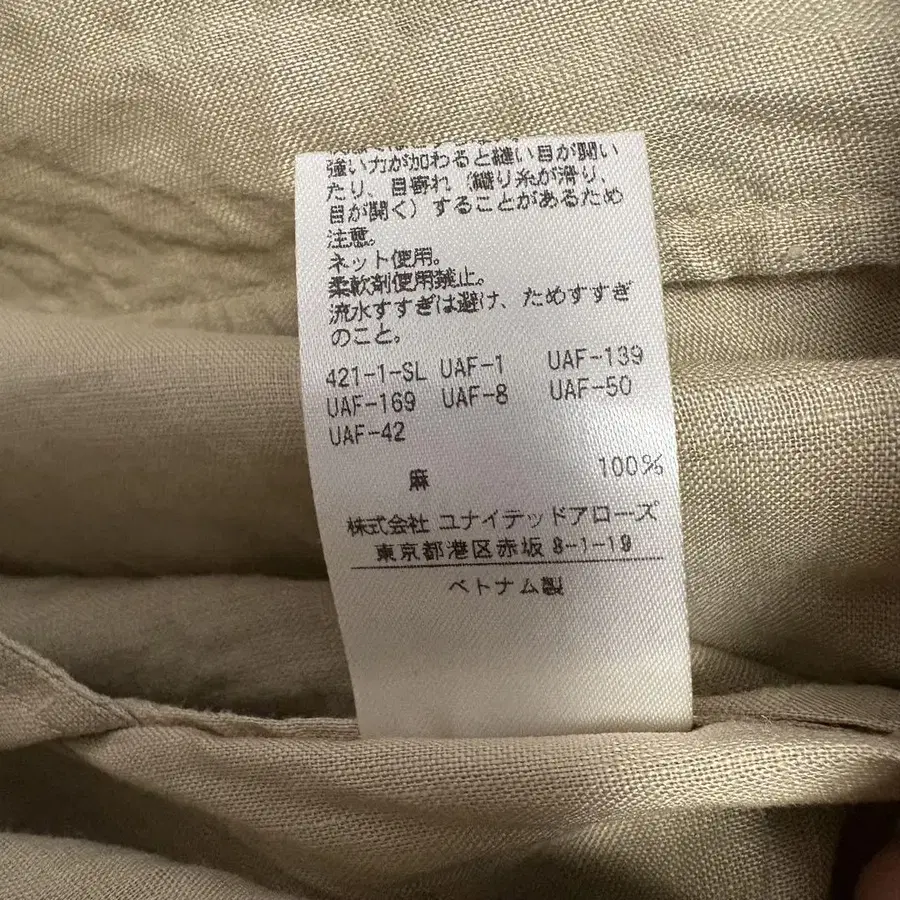 強い力が加わると縫い目が開い
たり、目寄れ（織り糸が滑り、
目が開く）することがあるため
注意。
ネット使用。
柔軟剤使用禁止。
流水すすぎは避け、ためすすぎ
のこと。
421-1-SL UAF-1 UAF-139
UAF-169 UAF-8 UAF-50
UAF-42
麻 100%
株式会社 ユナイテッドアローズ
東京都港区赤坂 8-1-19
ベトナム製